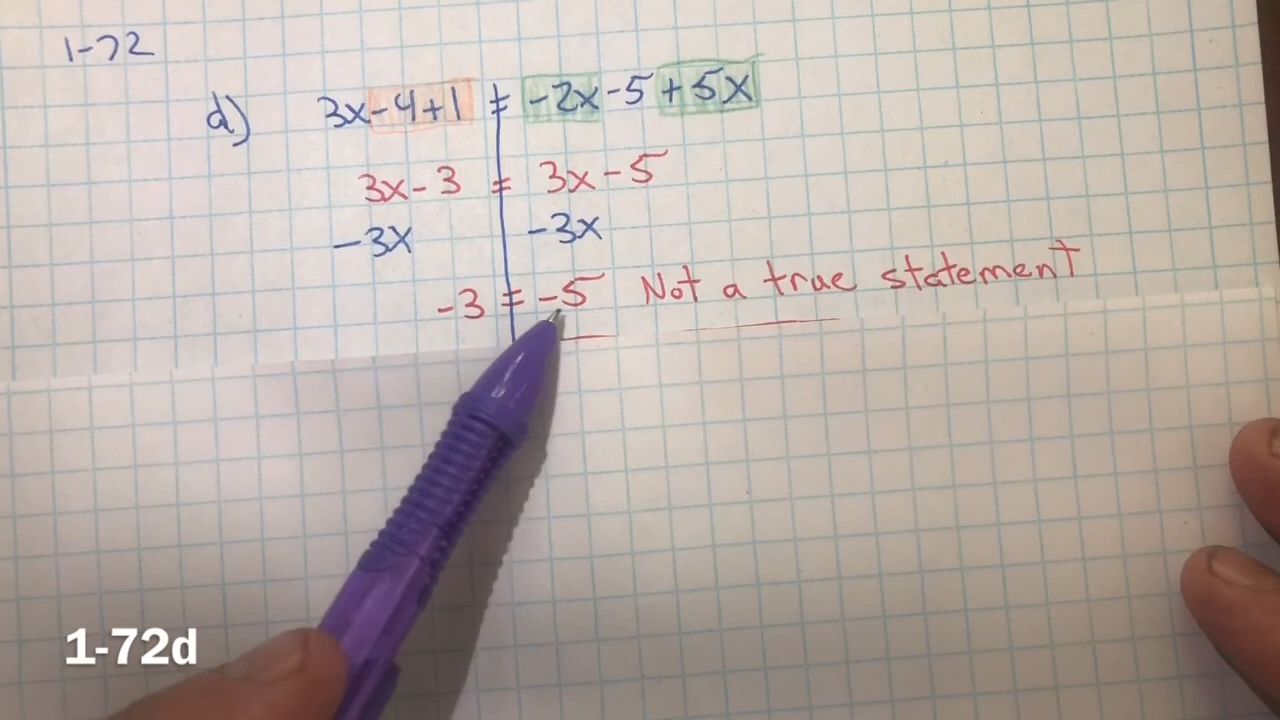 1-72
d) 3x-4+1 = -2x-5+5x
3x-3 = 3x-5
-3x -3x
-3 = -5 Not a true statement
1-72d